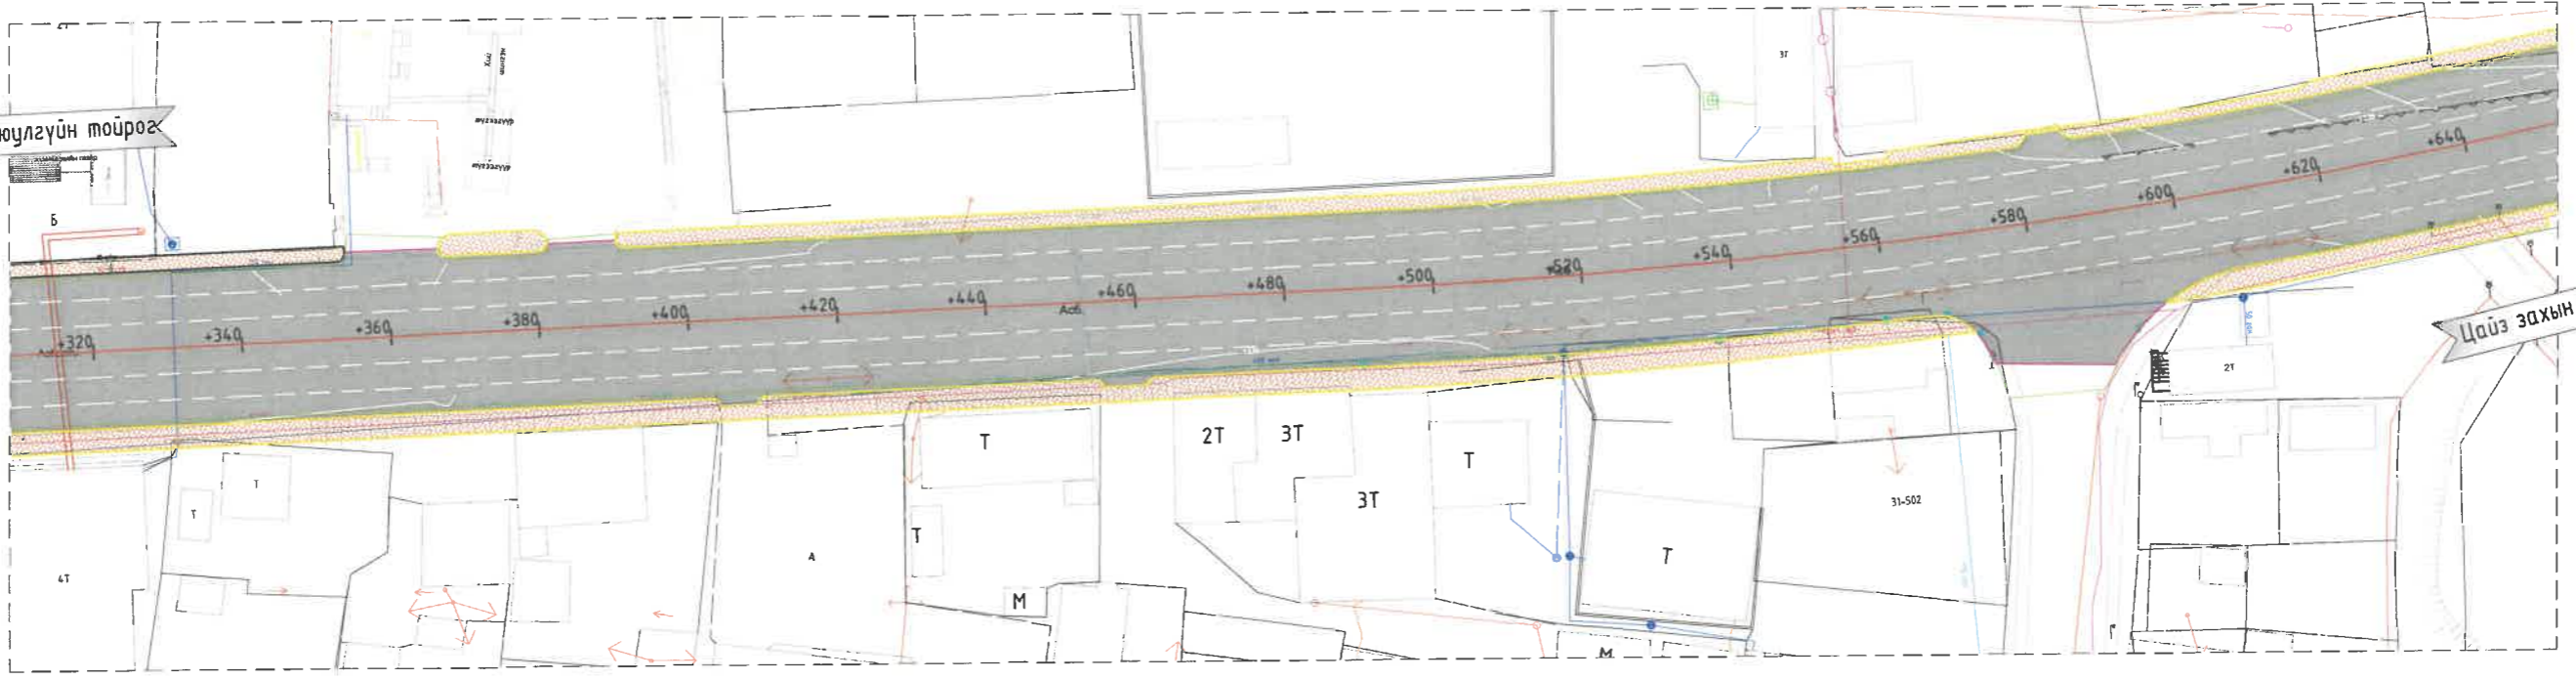 юулгүйн тойрог
Б
3Т
+320
+340
+360
+380
+400
+420
+440
+460
+480
+500
+520
+540
+560
+580
+600
+620
+640
Асб.
Цайз захын
2Т
Т
Т
4Т
А
Т
Т
М
2Т
3Т
3Т
Т
Т
31-502
М